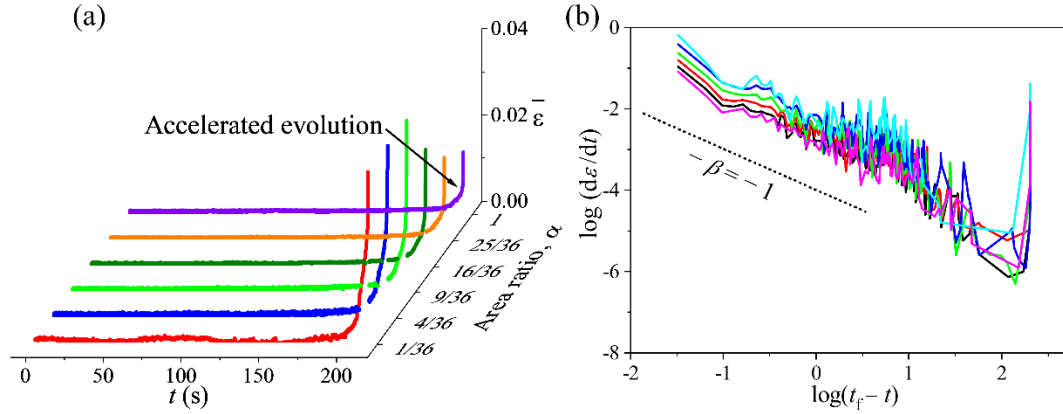 (a)
0.04
0.02
0.00
ε̄
Accelerated evolution
1
25/36
16/36
9/36
4/36
1/36
Area ratio, α
0
50
100
150
200
t (s)
(b)
0
-2
-4
-6
-8
log (dε/dt)
−β=−1
-2
-1
0
1
2
log(t_f − t)